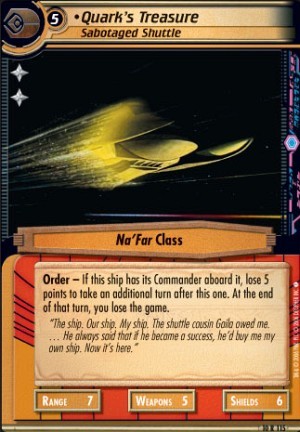 5 •Quark's Treasure
Sabotaged Shuttle
Na'Far Class
Order – If this ship has its Commander aboard it, lose 5
points to take an additional turn after this one. At the end
of that turn, you lose the game.
"The ship. Our ship. My ship. The shuttle cousin Gaila owed me.
... He always said that if he became a success, he'd buy me my
own ship. Now it's here."
RANGE 7 WEAPONS 5 SHIELDS 6